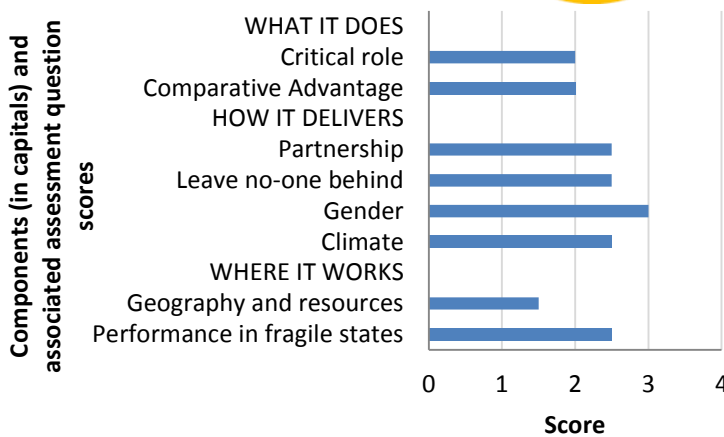 Components (in capitals) and
associated assessment question
scores
WHAT IT DOES
Critical role
Comparative Advantage
HOW IT DELIVERS
Partnership
Leave no-one behind
Gender
Climate
WHERE IT WORKS
Geography and resources
Performance in fragile states
0 1 2 3 4
Score